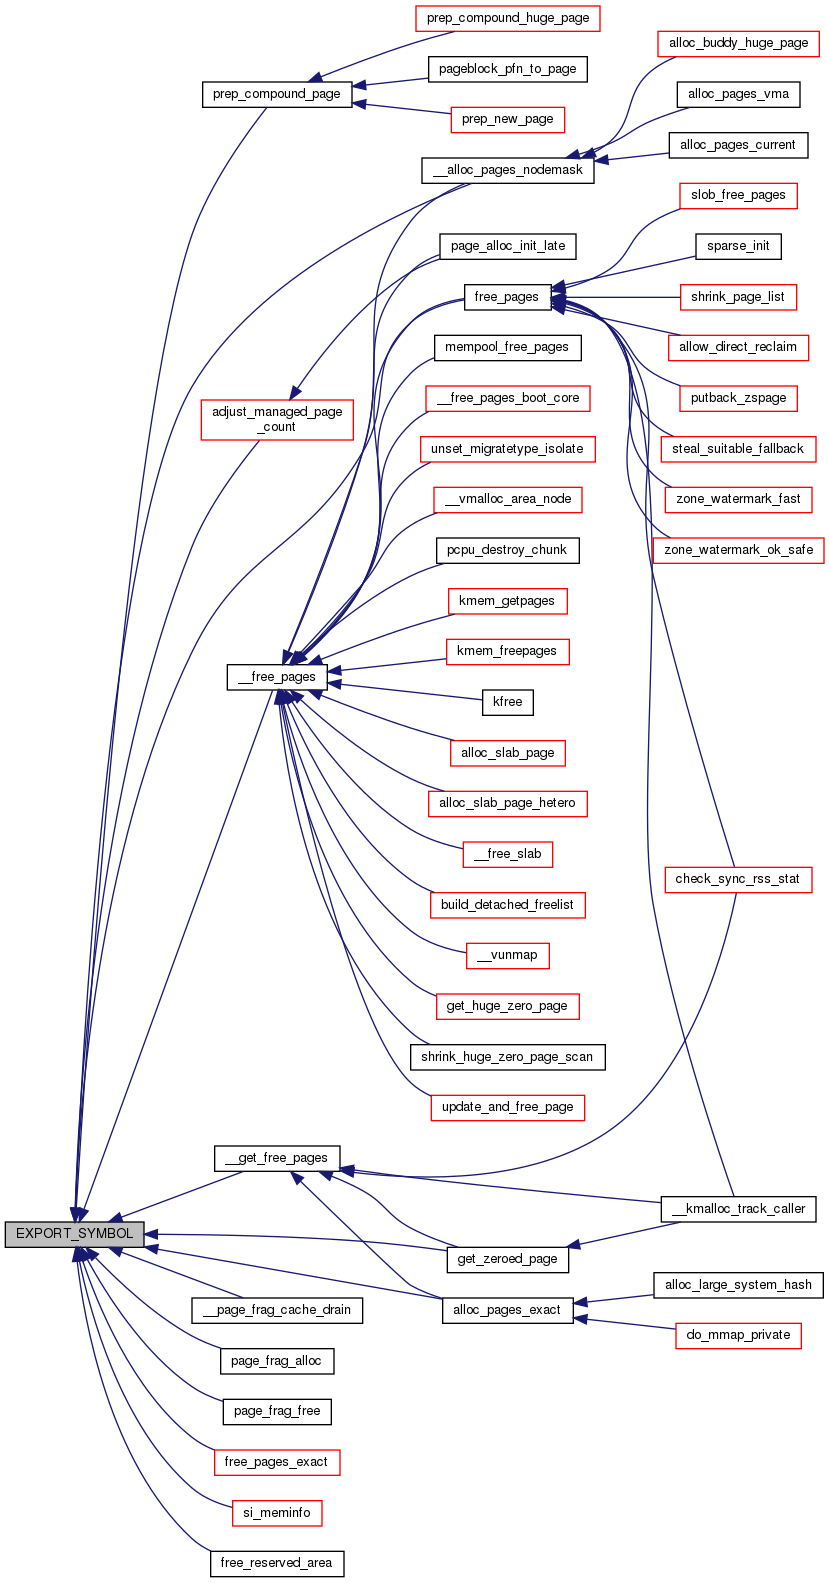 prep_compound_huge_page
alloc_buddy_huge_page
pageblock_pfn_to_page
prep_compound_page
alloc_pages_vma
prep_new_page
alloc_pages_current
__alloc_pages_nodemask
slob_free_pages
page_alloc_init_late
sparse_init
free_pages
shrink_page_list
mempool_free_pages
allow_direct_reclaim
__free_pages_boot_core
putback_zspage
adjust_managed_page
_count
unset_migratetype_isolate
steal_suitable_fallback
__vmalloc_area_node
zone_watermark_fast
pcpu_destroy_chunk
zone_watermark_ok_safe
kmem_getpages
kmem_freepages
__free_pages
kfree
alloc_slab_page
alloc_slab_page_hetero
__free_slab
check_sync_rss_stat
build_detached_freelist
__vunmap
get_huge_zero_page
shrink_huge_zero_page_scan
update_and_free_page
__get_free_pages
__kmalloc_track_caller
EXPORT_SYMBOL
get_zeroed_page
alloc_large_system_hash
__page_frag_cache_drain
alloc_pages_exact
do_mmap_private
page_frag_alloc
page_frag_free
free_pages_exact
si_meminfo
free_reserved_area